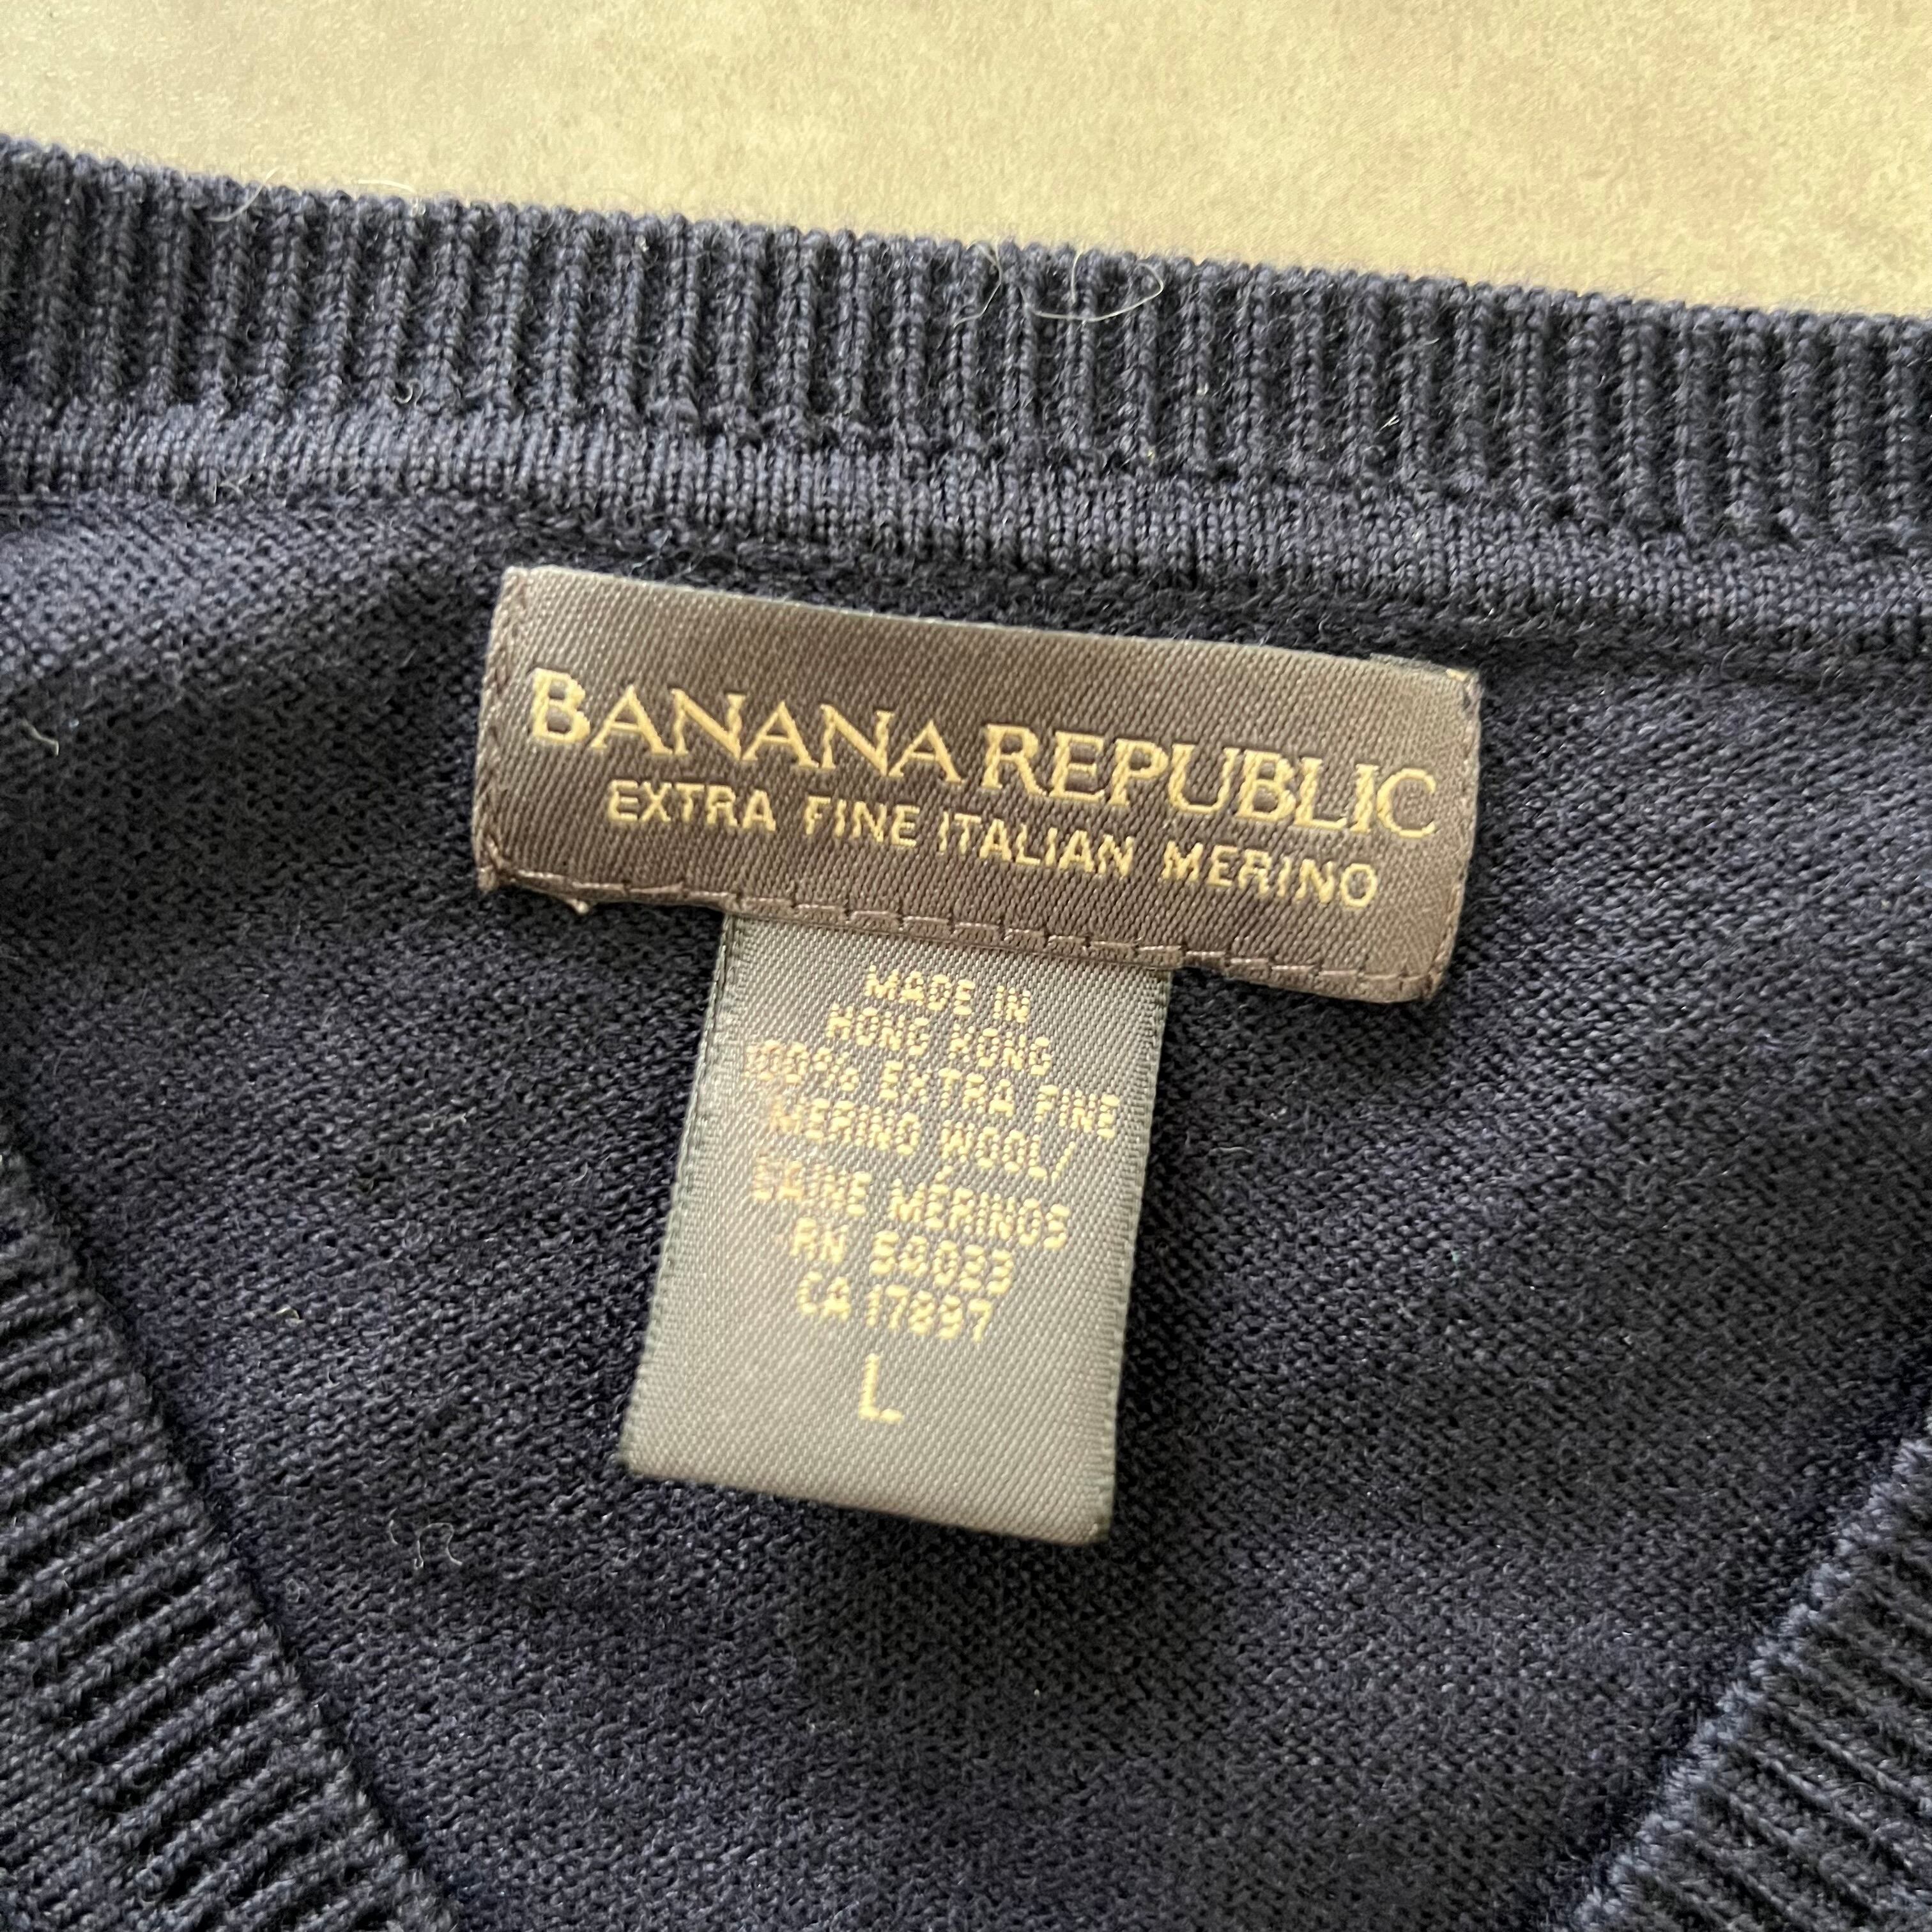 BANANA REPUBLIC
EXTRA FINE ITALIAN MERINO
MADE IN
HONG KONG
100% EXTRA FINE
MERINO WOOL/
LAINE MÉRINOS
RN 54023
CA 17897
L